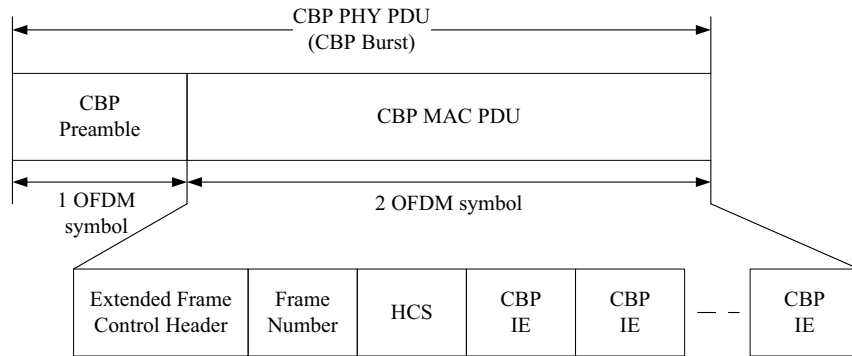 CBP PHY PDU
(CBP Burst)
CBP
Preamble
CBP MAC PDU
1 OFDM
symbol
2 OFDM symbol
Extended Frame
Control Header
Frame
Number
HCS
CBP
IE
CBP
IE
CBP
IE